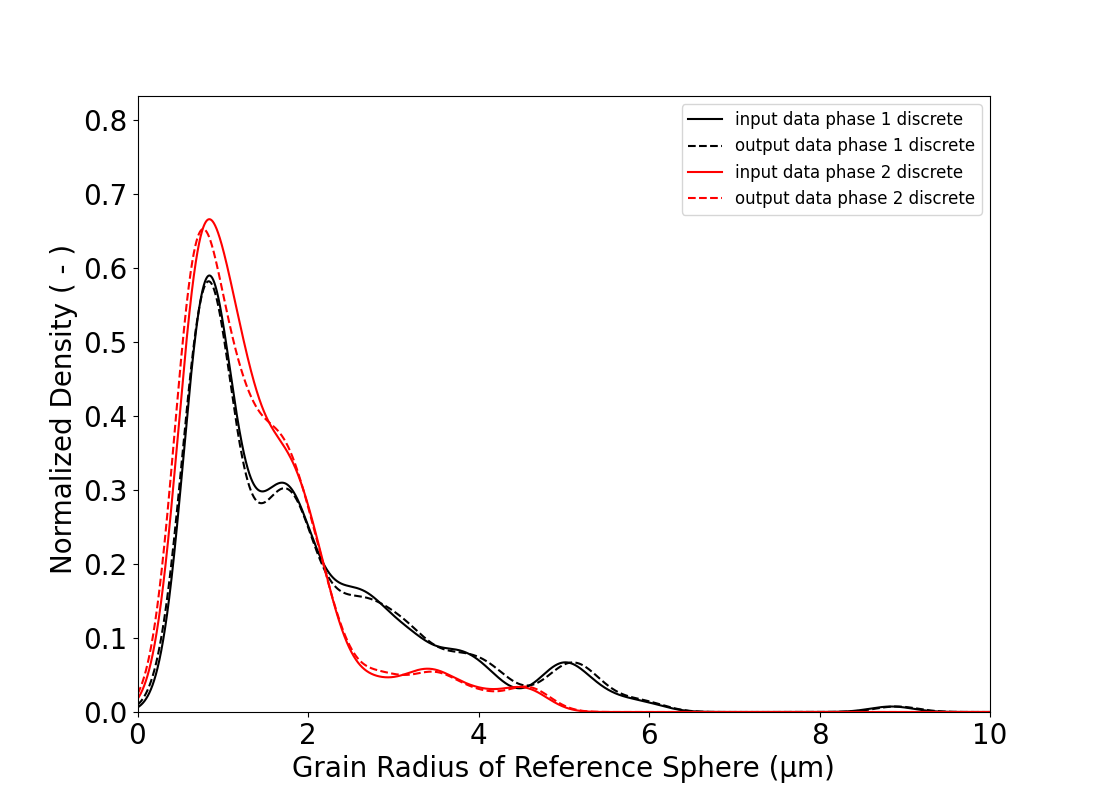 input data phase 1 discrete
output data phase 1 discrete
input data phase 2 discrete
output data phase 2 discrete
Normalized Density ( - )
0.8
0.7
0.6
0.5
0.4
0.3
0.2
0.1
0.0
0 2 4 6 8 10
Grain Radius of Reference Sphere (μm)